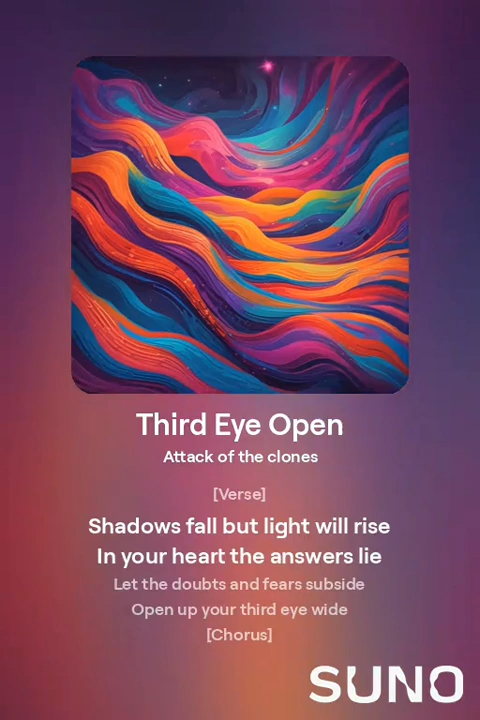 Third Eye Open
Attack of the clones
[Verse]
Shadows fall but light will rise
In your heart the answers lie
Let the doubts and fears subside
Open up your third eye wide
[Chorus]
SUNO